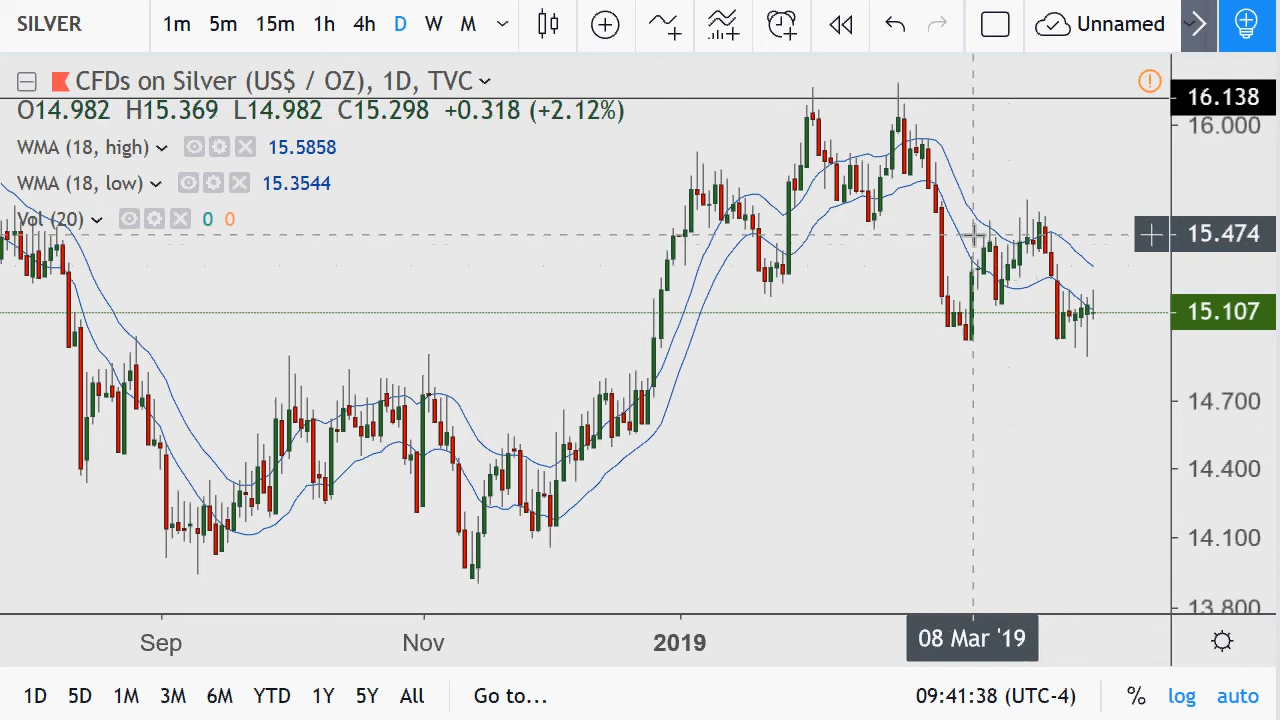 SILVER 1m 5m 15m 1h 4h D W M Unnamed
CFDs on Silver (US$ / OZ), 1D, TVC
O14.982 H15.369 L14.982 C15.298 +0.318 (+2.12%)
WMA (18, high) 15.5858
WMA (18, low) 15.3544
Vol (20) 0 0
16.138
16.000
15.474
15.107
14.700
14.400
14.100
13.800
Sep Nov 2019 08 Mar '19
1D 5D 1M 3M 6M YTD 1Y 5Y All Go to... 09:41:38 (UTC-4) % log auto